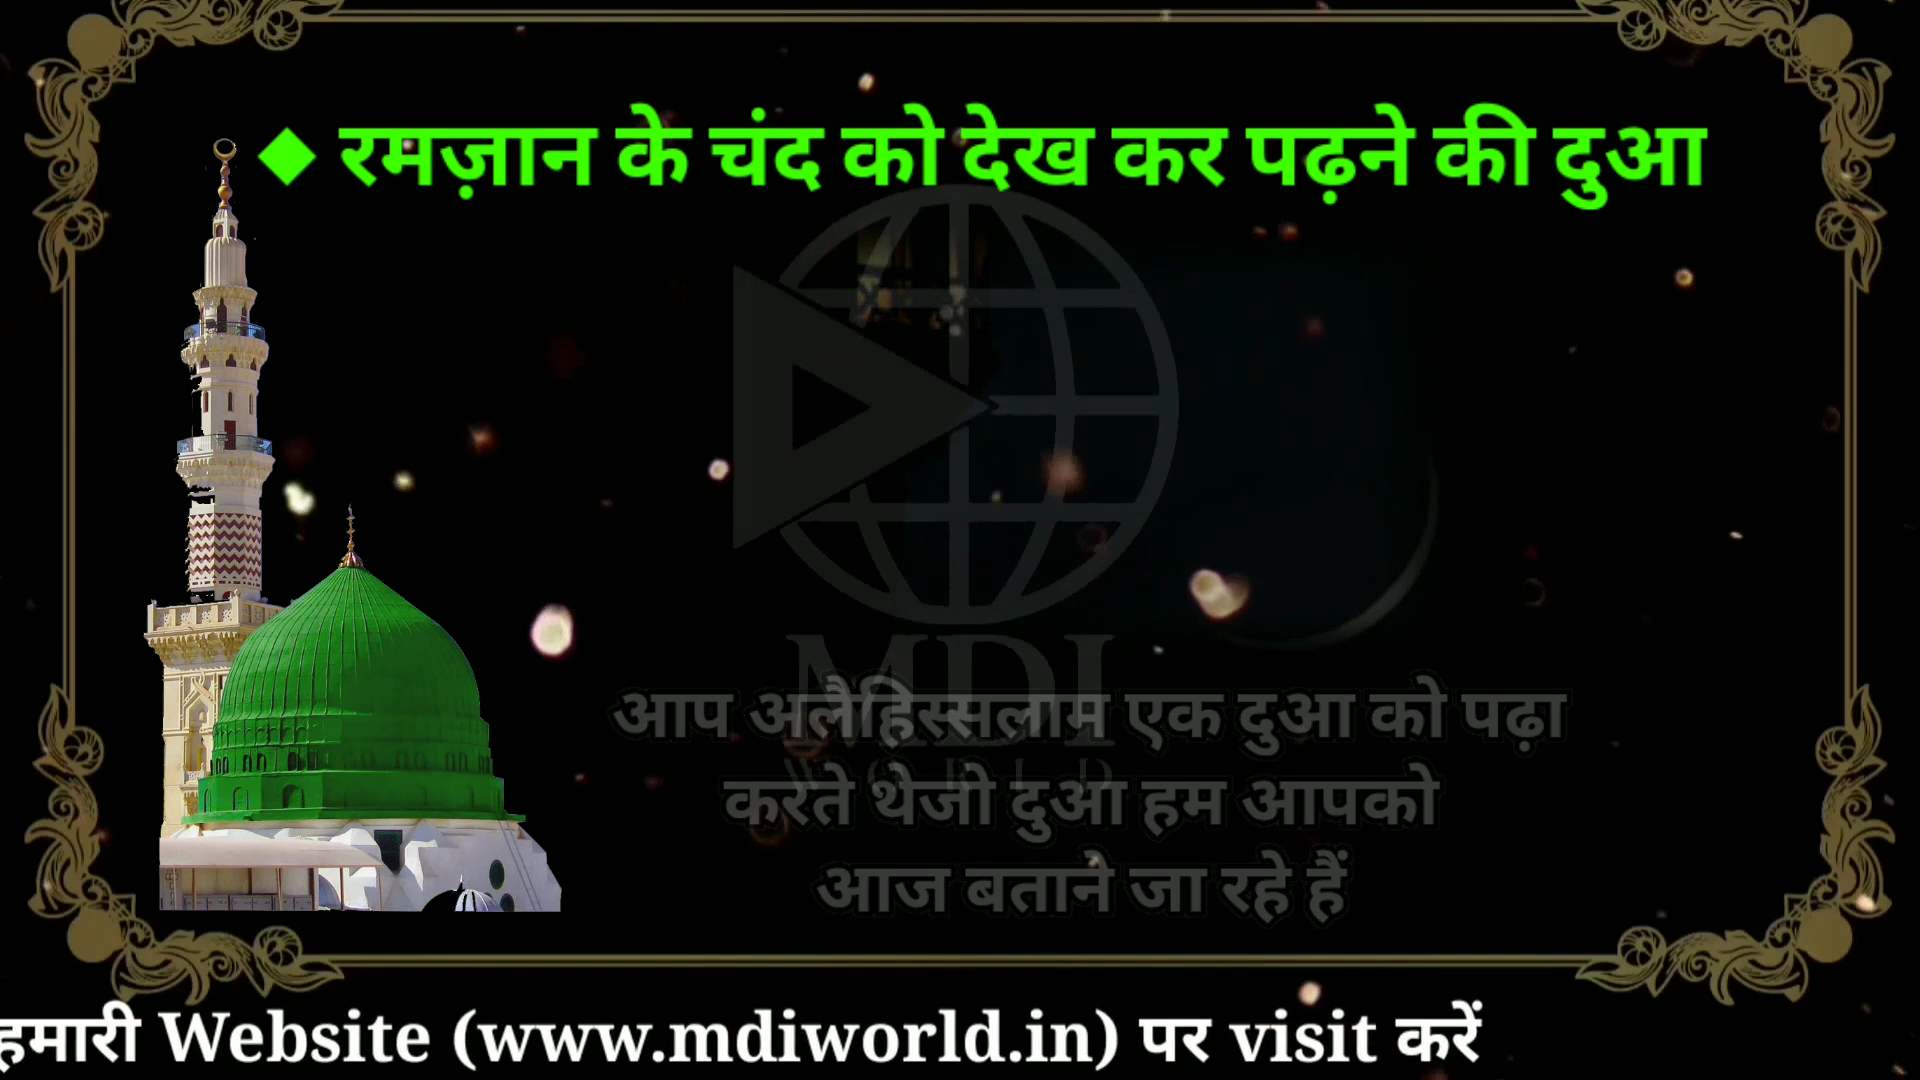 ◆ रमज़ान के चंद को देख कर पढ़ने की दुआ
MDI
आप अलैहिस्सलाम एक दुआ को पढ़ा
करते थेजो दुआ हम आपको
आज बताने जा रहे हैं
हमारी Website (www.mdiworld.in) पर visit करें